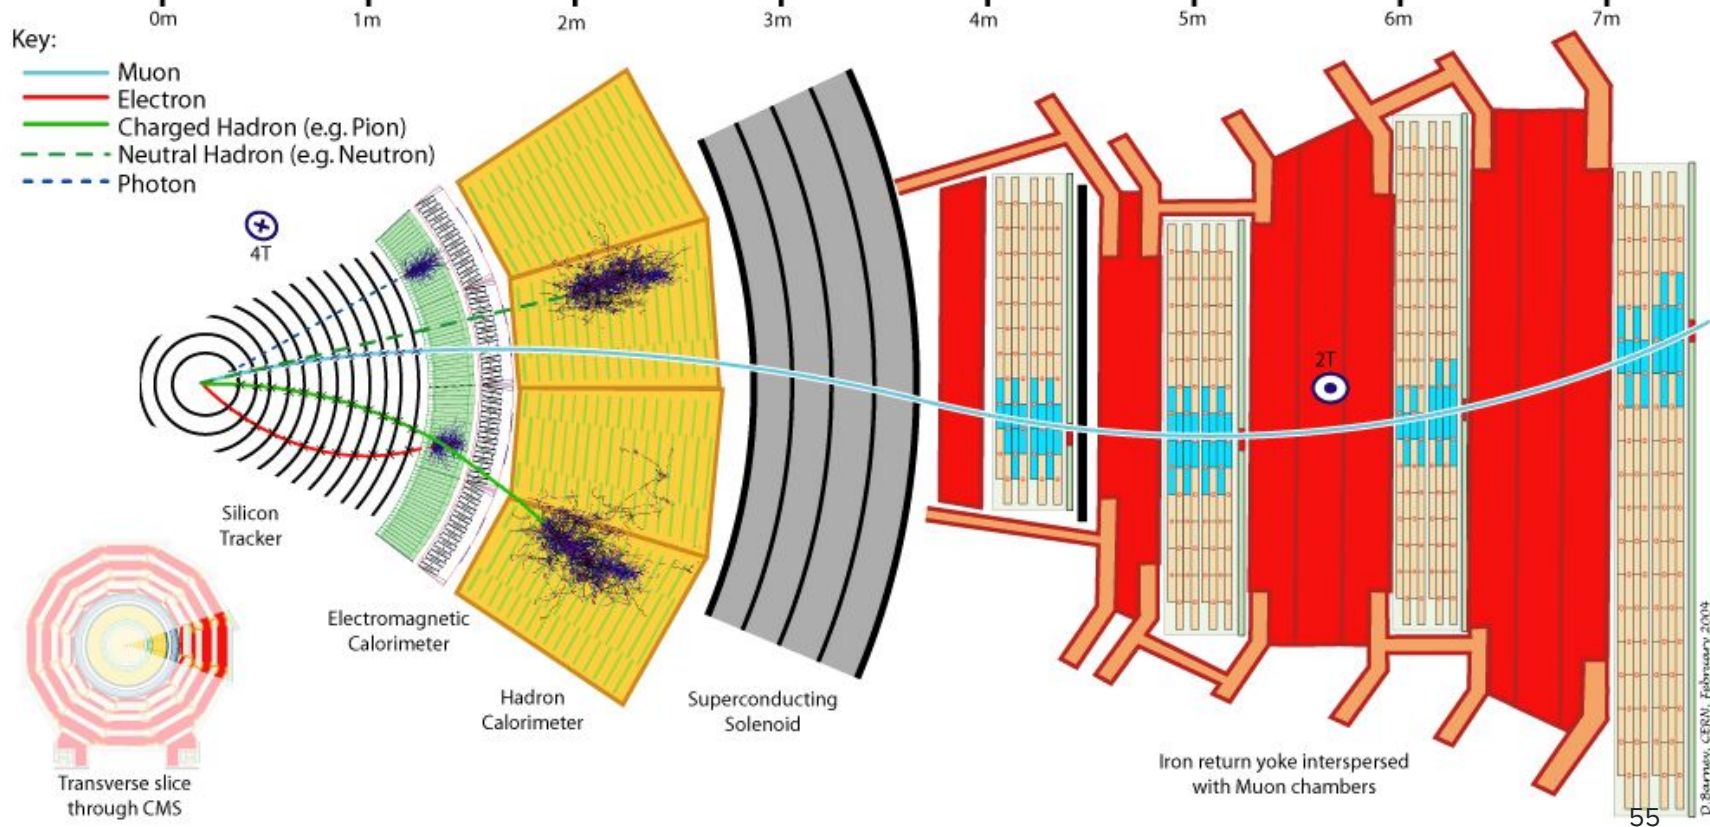 0m
1m
2m
3m
4m
5m
6m
7m
Key:
Muon
Electron
Charged Hadron (e.g. Pion)
Neutral Hadron (e.g. Neutron)
Photon
4T
2T
Silicon
Tracker
Electromagnetic
Calorimeter
Hadron
Calorimeter
Superconducting
Solenoid
Iron return yoke interspersed
with Muon chambers
Transverse slice
through CMS
D.Barney, CERN, February 2004
55